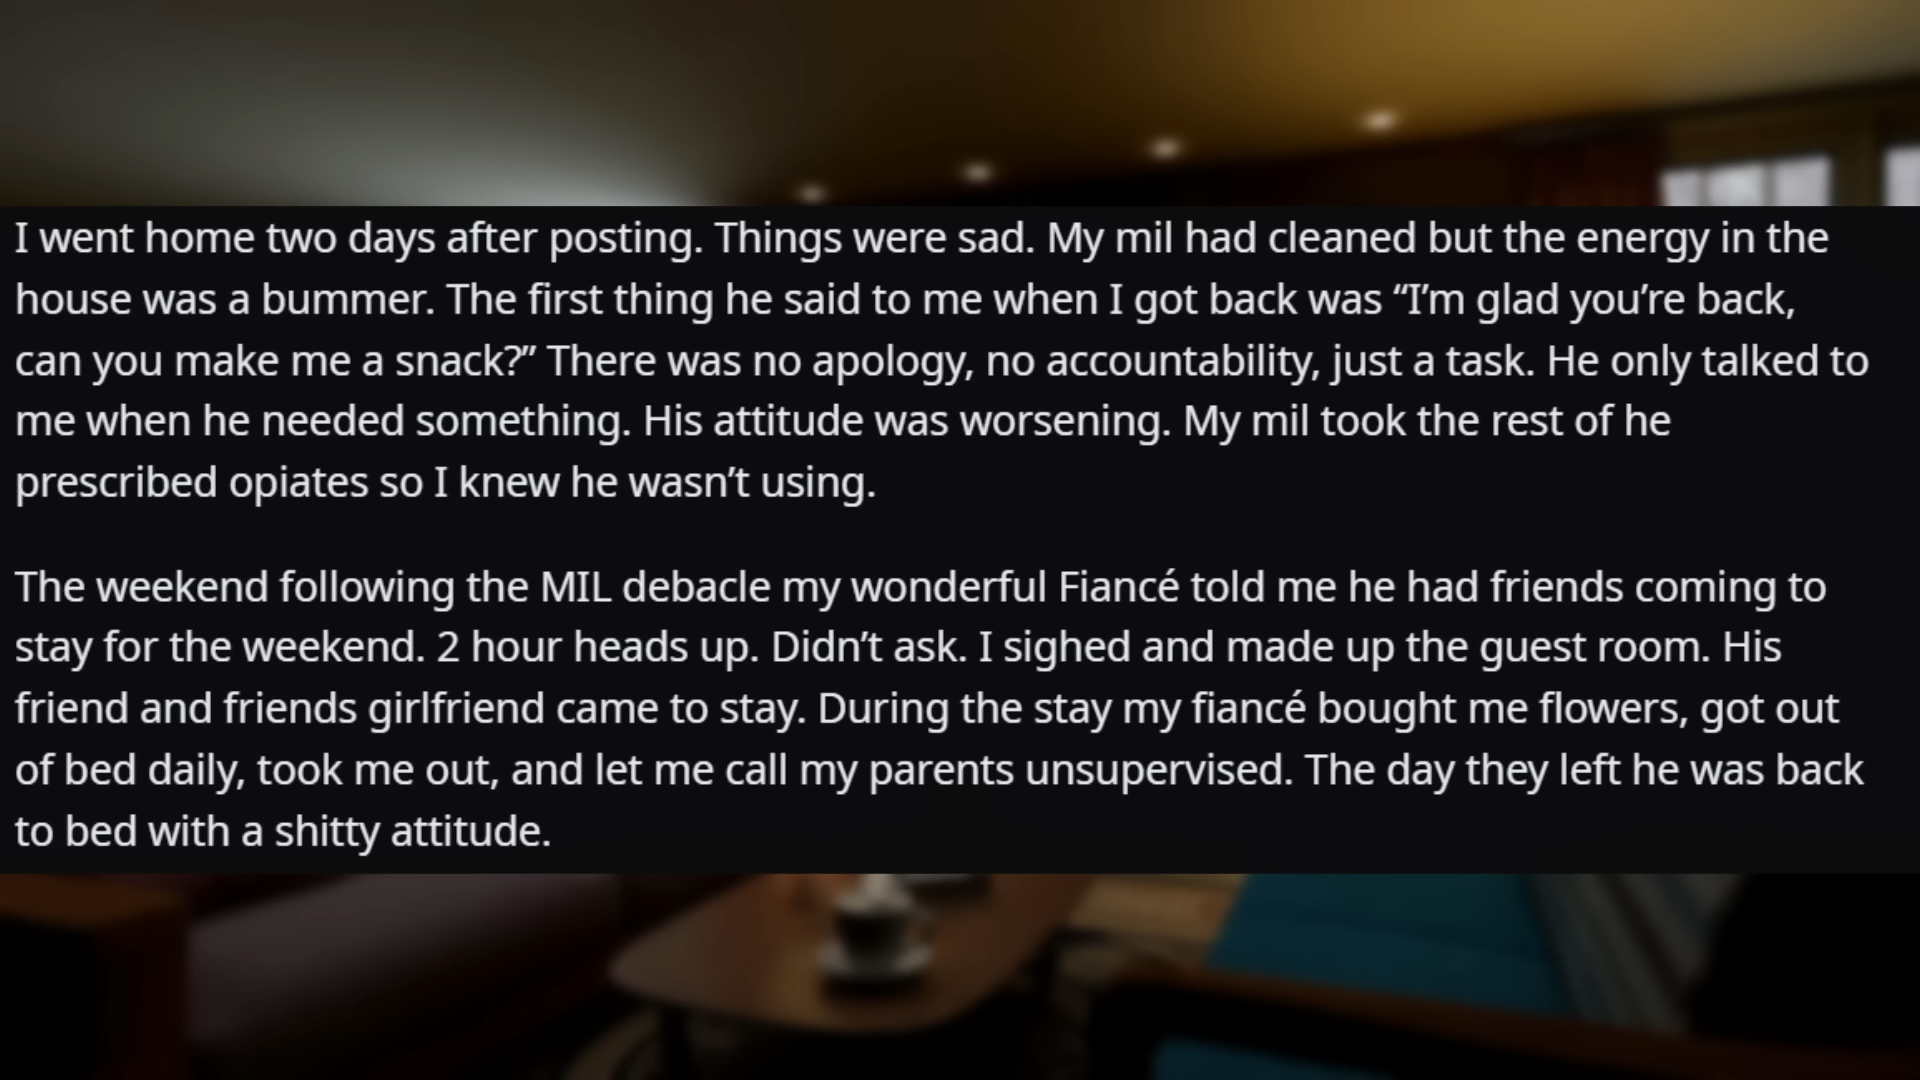 I went home two days after posting. Things were sad. My mil had cleaned but the energy in the
house was a bummer. The first thing he said to me when I got back was “I’m glad you’re back,
can you make me a snack?” There was no apology, no accountability, just a task. He only talked to
me when he needed something. His attitude was worsening. My mil took the rest of he
prescribed opiates so I knew he wasn’t using.
The weekend following the MIL debacle my wonderful Fiancé told me he had friends coming to
stay for the weekend. 2 hour heads up. Didn’t ask. I sighed and made up the guest room. His
friend and friends girlfriend came to stay. During the stay my fiancé bought me flowers, got out
of bed daily, took me out, and let me call my parents unsupervised. The day they left he was back
to bed with a shitty attitude.